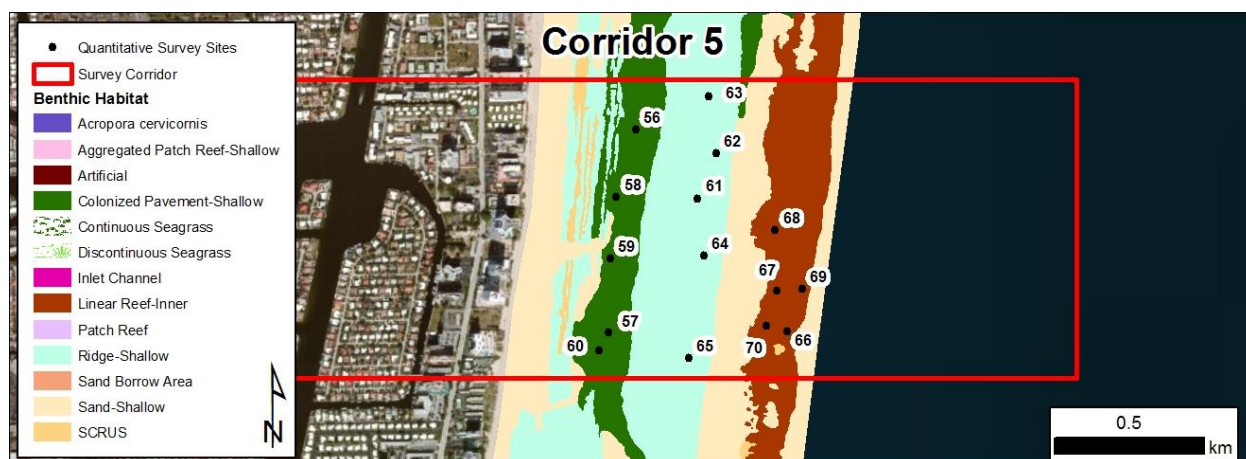 Corridor 5
Quantitative Survey Sites
Survey Corridor
Benthic Habitat
Acropora cervicornis
Aggregated Patch Reef-Shallow
Artificial
Colonized Pavement-Shallow
Continuous Seagrass
Discontinuous Seagrass
Inlet Channel
Linear Reef-Inner
Patch Reef
Ridge-Shallow
Sand Borrow Area
Sand-Shallow
SCRUS
N
63
56
62
58
61
68
59
64
67
69
57
60
65
70
66
0.5
km